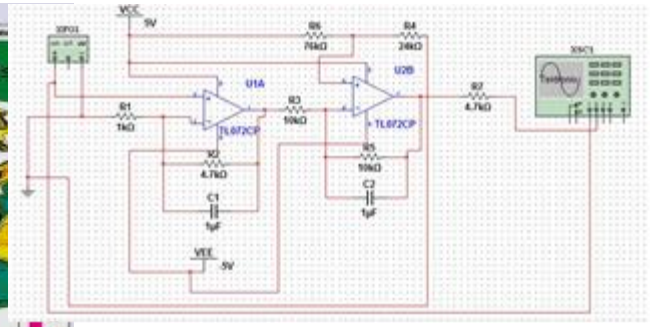 VCC
5V
XFG1
R6
76kΩ
R4
24kΩ
XSC1
Tektronix
U1A
U2B
R1
1kΩ
R3
10kΩ
R7
4.7kΩ
TL072CP
TL072CP
R2
4.7kΩ
R5
10kΩ
C1
1µF
C2
1µF
VEE
-5V